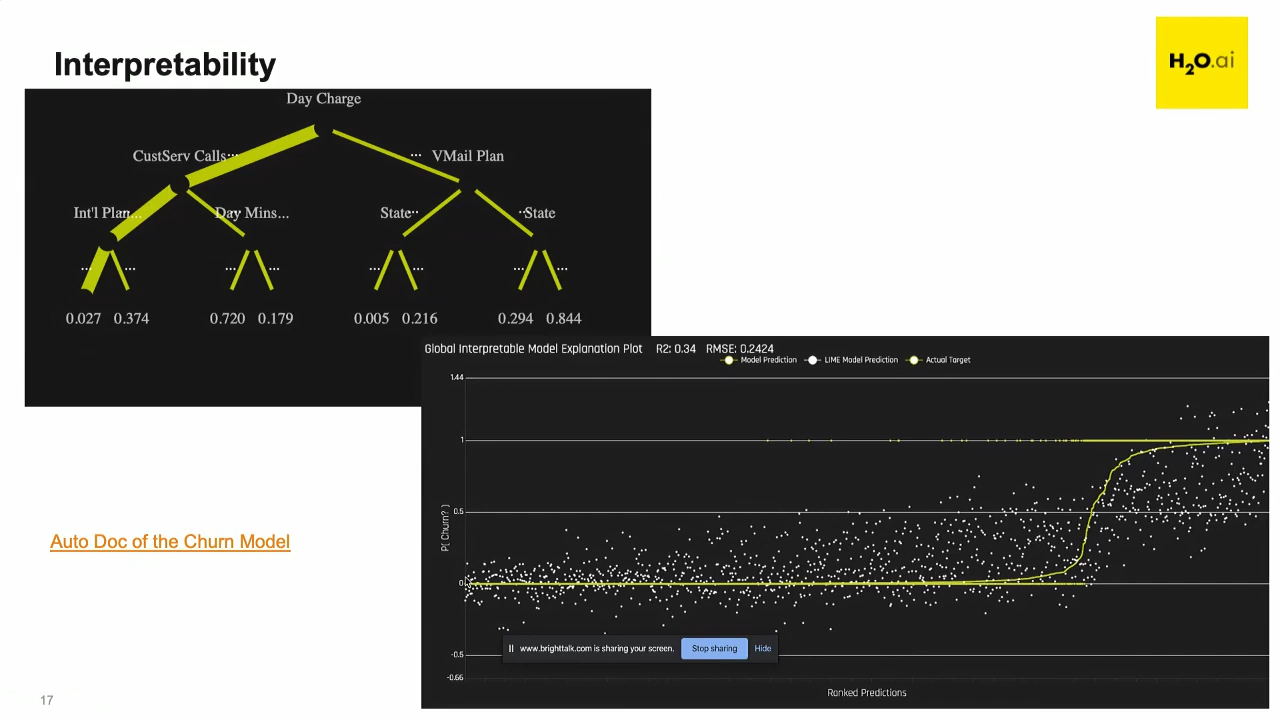 Interpretability
H2O.ai
Day Charge
CustServ Calls...
... VMail Plan
Int'l Plan...
Day Mins...
State...
...State
... ... ... ... ... ... ... ...
0.027 0.374 0.720 0.179 0.005 0.216 0.294 0.844
Global Interpretable Model Explanation Plot R2: 0.34 RMSE: 0.2424
Model Prediction LIME Model Prediction Actual Target
1.44
1
0.5
0
-0.5
-0.66
P( Churn? )
Ranked Predictions
Auto Doc of the Churn Model
www.brighttalk.com is sharing your screen. Stop sharing Hide
17